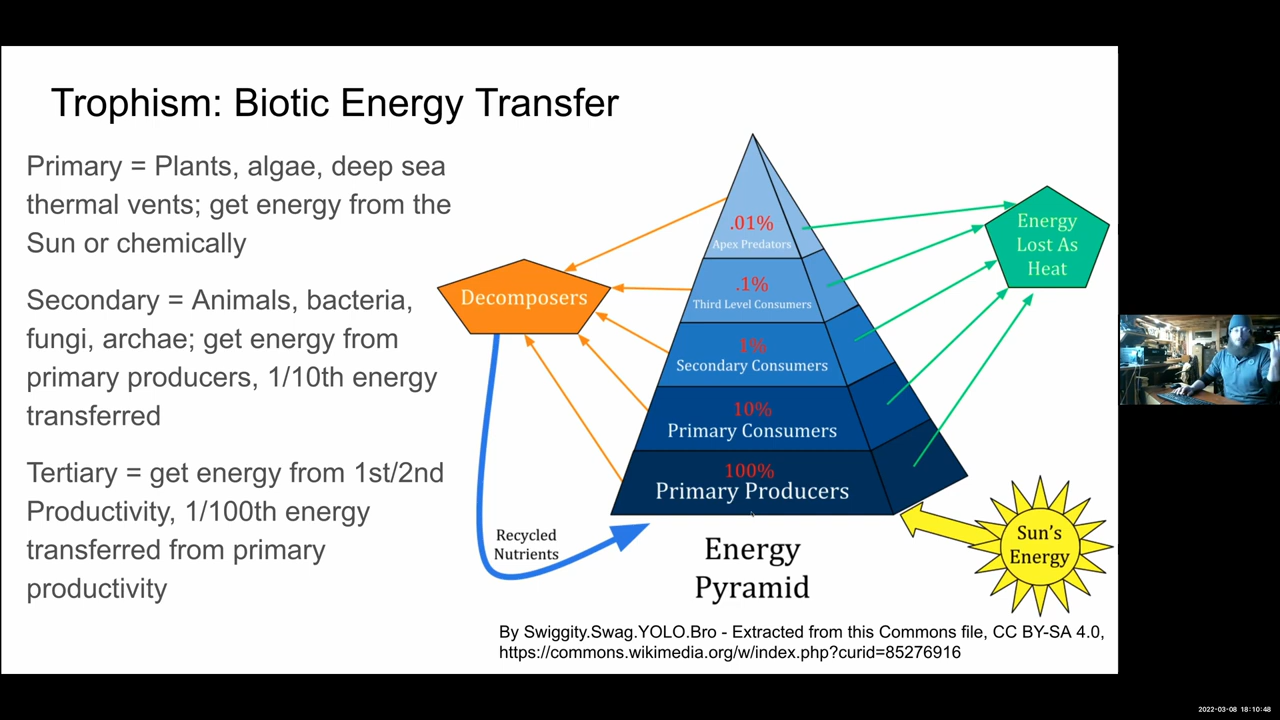 Trophism: Biotic Energy Transfer
Primary = Plants, algae, deep sea
thermal vents; get energy from the
Sun or chemically
Secondary = Animals, bacteria,
fungi, archae; get energy from
primary producers, 1/10th energy
transferred
Tertiary = get energy from 1st/2nd
Productivity, 1/100th energy
transferred from primary
productivity
.01%
Apex Predators
.1%
Third Level Consumers
1%
Secondary Consumers
10%
Primary Consumers
100%
Primary Producers
Decomposers
Energy
Lost As
Heat
Recycled
Nutrients
Sun's
Energy
Energy
Pyramid
By Swiggity.Swag.YOLO.Bro - Extracted from this Commons file, CC BY-SA 4.0,
https://commons.wikimedia.org/w/index.php?curid=85276916
2022-03-08 18:10:48